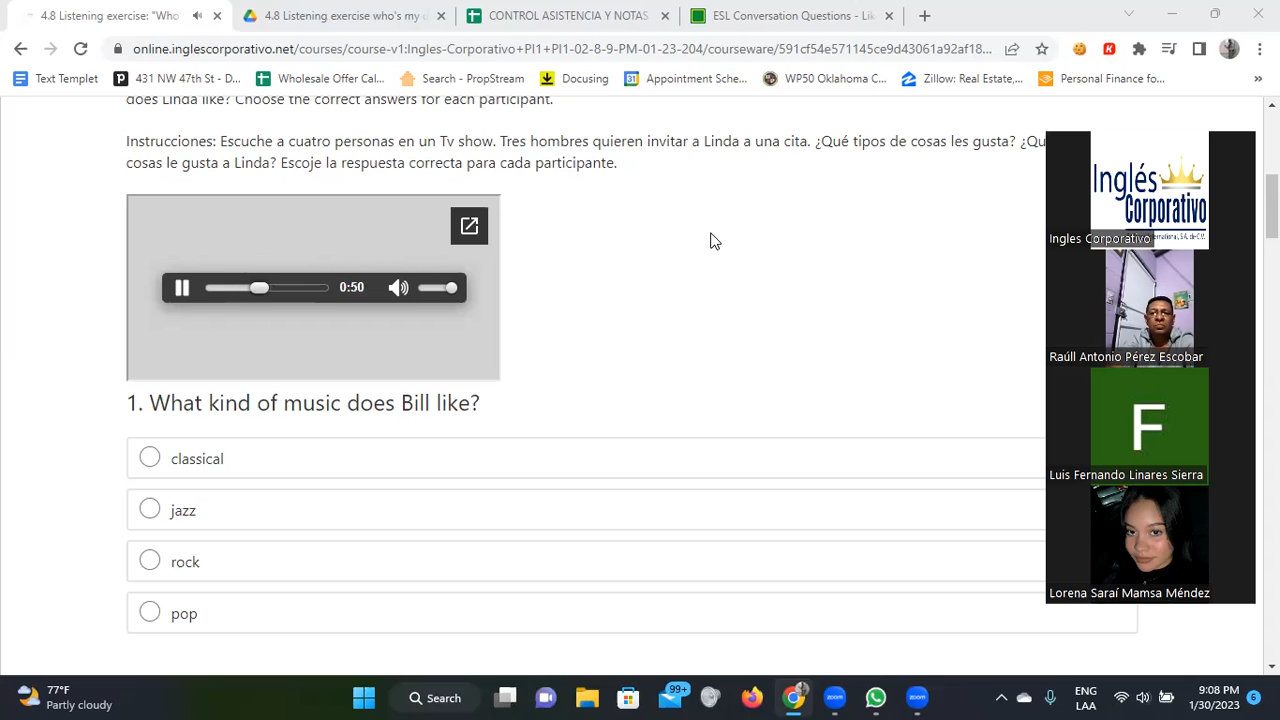 4.8 Listening exercise: "Who
4.8 Listening exercise who's my d
CONTROL ASISTENCIA Y NOTAS
ESL Conversation Questions - Lik
online.inglescorporativo.net/courses/course-v1:Ingles-Corporativo+PI1+PI1-02-8-9-PM-01-23-204/courseware/591cf54e571145ce9d43061a92af18...
Text Templet
431 NW 47th St - D...
Wholesale Offer Cal...
Search - PropStream
Docusing
Appointment Sche...
WP50 Oklahoma C...
Zillow: Real Estate,...
Personal Finance fo...
»
does Linda like? Choose the correct answers for each participant.
Instrucciones: Escuche a cuatro personas en un Tv show. Tres hombres quieren invitar a Linda a una cita. ¿Qué tipos de cosas les gusta? ¿Qu
cosas le gusta a Linda? Escoje la respuesta correcta para cada participante.
0:50
1. What kind of music does Bill like?
classical
jazz
rock
pop
Inglés
Corporativo
Ingles Corporativo
Raúll Antonio Pérez Escobar
F
Luis Fernando Linares Sierra
Lorena Saraí Mamsa Méndez
77°F
Partly cloudy
Search
99+
ENG
LAA
9:08 PM
1/30/2023
6